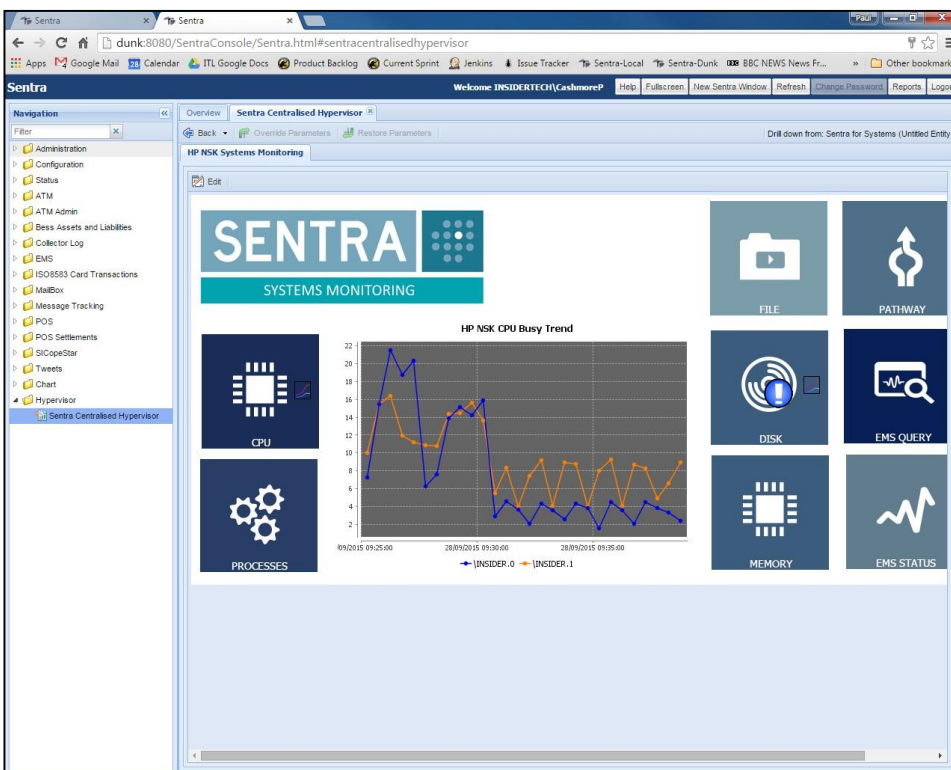 Sentra
Sentra
Paul
dunk:8080/SentraConsole/Sentra.html#sentracentralisedhypervisor
Apps Google Mail 28 Calendar ITL Google Docs Product Backlog Current Sprint Jenkins Issue Tracker Sentra-Local Sentra-Dunk BBC NEWS News Fr... » Other bookmark
Sentra
Welcome INSIDERTECH\CashmoreP Help Fullscreen New Sentra Window Refresh Change Password Reports Logo
Navigation
Filter
Administration
Configuration
Status
ATM
ATM Admin
Bess Assets and Liabilities
Collector Log
EMS
ISO8583 Card Transactions
MailBox
Message Tracking
POS
POS Settlements
SICopeStar
Tweets
Chart
Hypervisor
Sentra Centralised Hypervisor
Overview Sentra Centralised Hypervisor
Back Override Parameters Restore Parameters Drill down from: Sentra for Systems (Untitled Entity
HP NSK Systems Monitoring
Edit
SENTRA
SYSTEMS MONITORING
FILE
PATHWAY
CPU
HP NSK CPU Busy Trend
22
20
18
16
14
12
10
8
6
4
2
/09/2015 09:25:00 28/09/2015 09:30:00 28/09/2015 09:35:00
\INSIDER.0 \INSIDER.1
DISK
EMS QUERY
PROCESSES
MEMORY
EMS STATUS